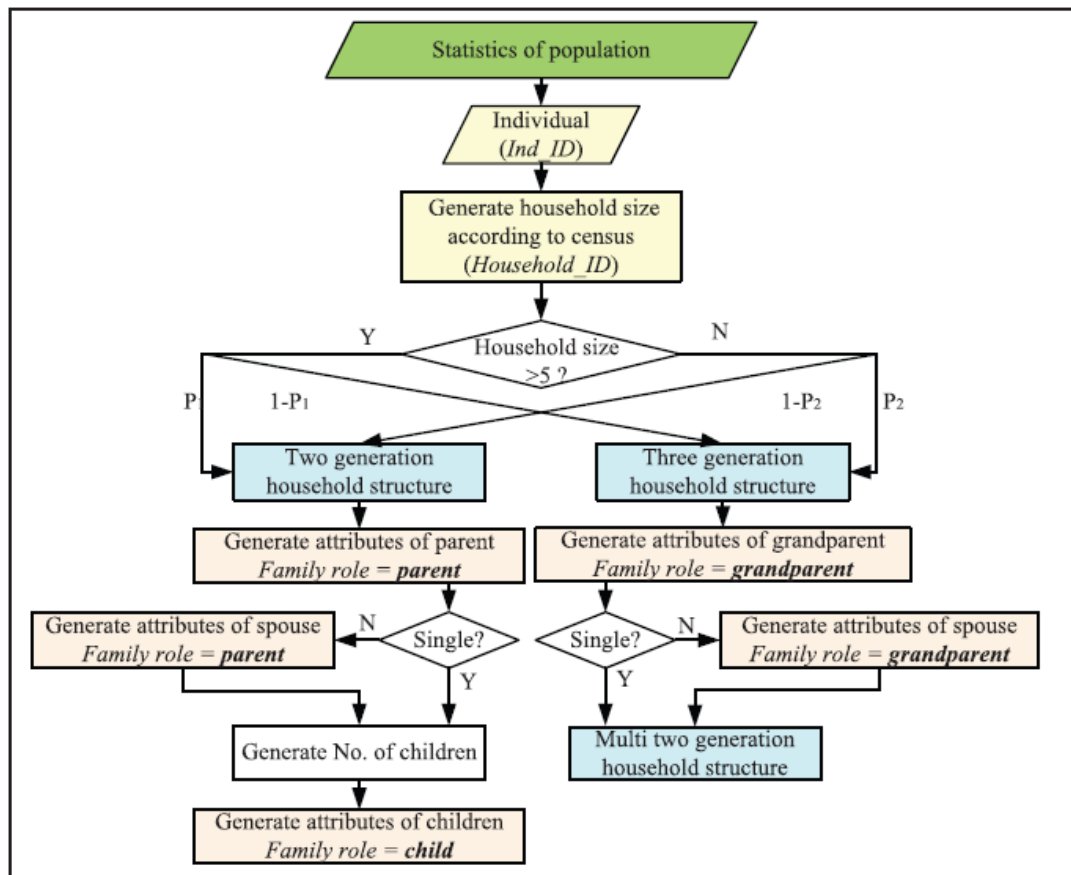 Statistics of population
Individual
(Ind_ID)
Generate household size
according to census
(Household_ID)
Y
N
Household size
>5 ?
P1
1-P1
1-P2
P2
Two generation
household structure
Three generation
household structure
Generate attributes of parent
Family role = parent
Generate attributes of grandparent
Family role = grandparent
Generate attributes of spouse
Family role = parent
N
Single?
Single?
N
Generate attributes of spouse
Family role = grandparent
Y
Y
Generate No. of children
Multi two generation
household structure
Generate attributes of children
Family role = child